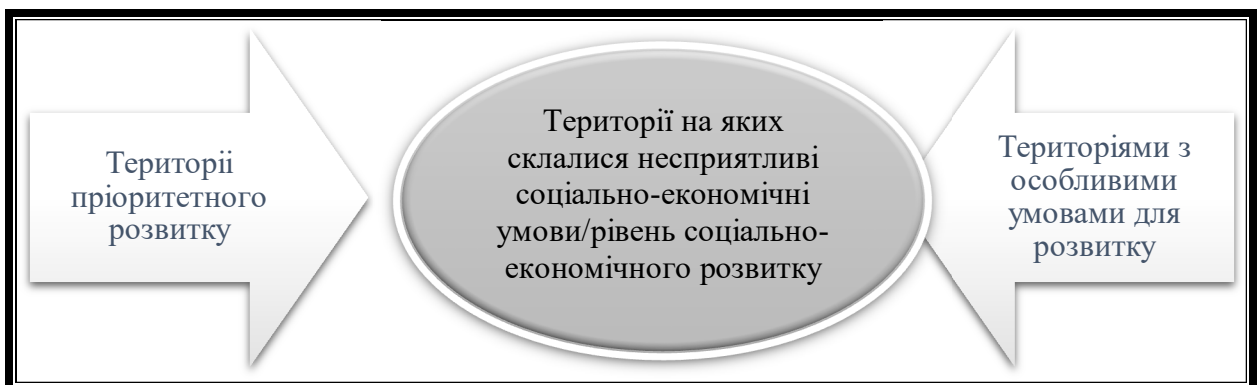 Території
пріоритетного
розвитку
Території на яких
склалися несприятливі
соціально-економічні
умови/рівень соціально-
економічного розвитку
Територіями з
особливими
умовами для
розвитку